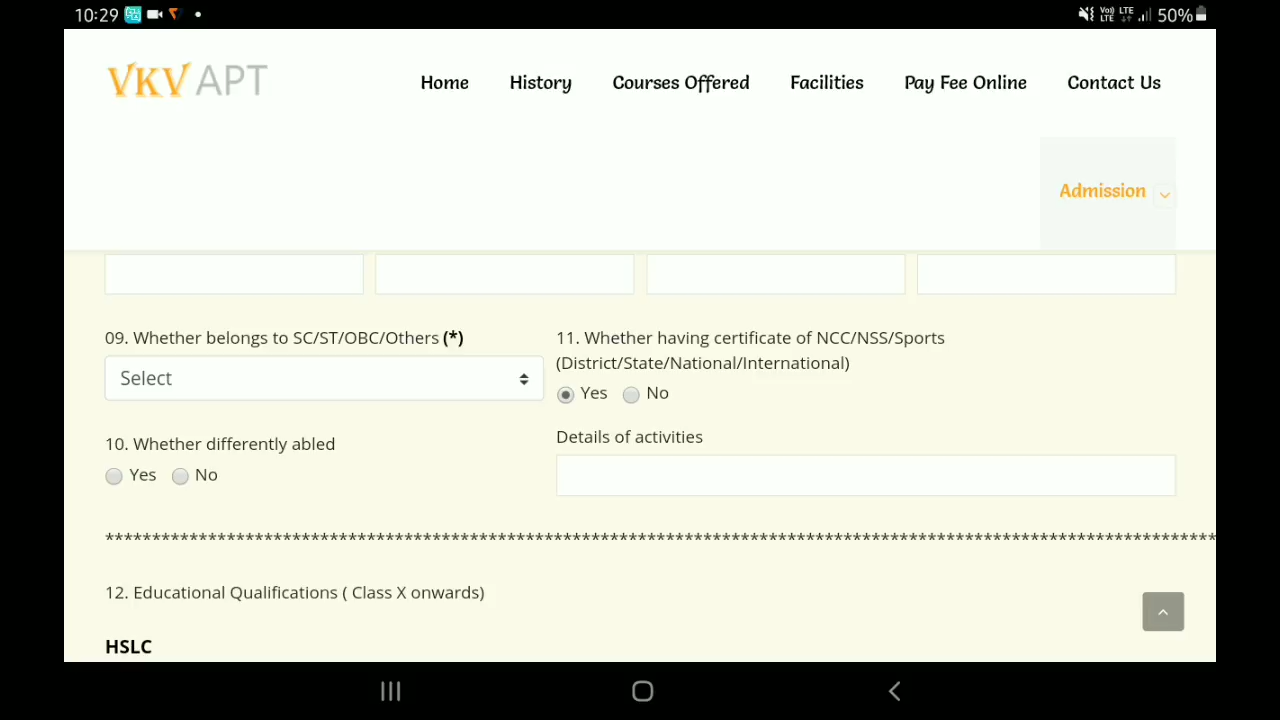 10:29
LTE 50%
VKV APT
Home History Courses Offered Facilities Pay Fee Online Contact Us
Admission
09. Whether belongs to SC/ST/OBC/Others (*)
Select
10. Whether differently abled
Yes No
11. Whether having certificate of NCC/NSS/Sports
(District/State/National/International)
Yes No
Details of activities
************************************************************************************************************************
12. Educational Qualifications ( Class X onwards)
HSLC